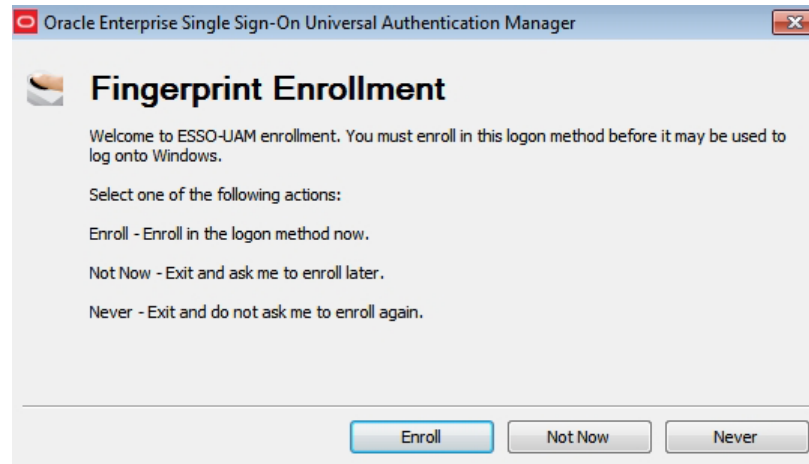 Oracle Enterprise Single Sign-On Universal Authentication Manager
Fingerprint Enrollment
Welcome to ESSO-UAM enrollment. You must enroll in this logon method before it may be used to
log onto Windows.
Select one of the following actions:
Enroll - Enroll in the logon method now.
Not Now - Exit and ask me to enroll later.
Never - Exit and do not ask me to enroll again.
Enroll
Not Now
Never